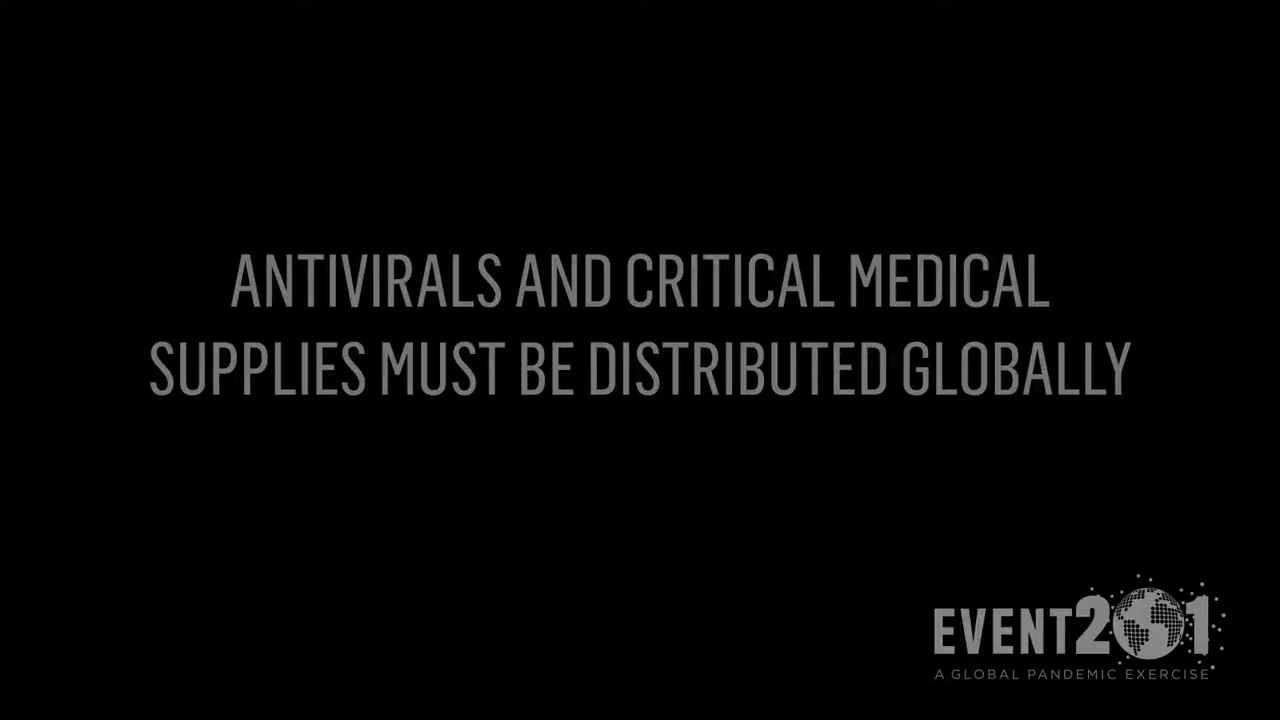 ANTIVIRALS AND CRITICAL MEDICAL
SUPPLIES MUST BE DISTRIBUTED GLOBALLY
EVENT201
A GLOBAL PANDEMIC EXERCISE